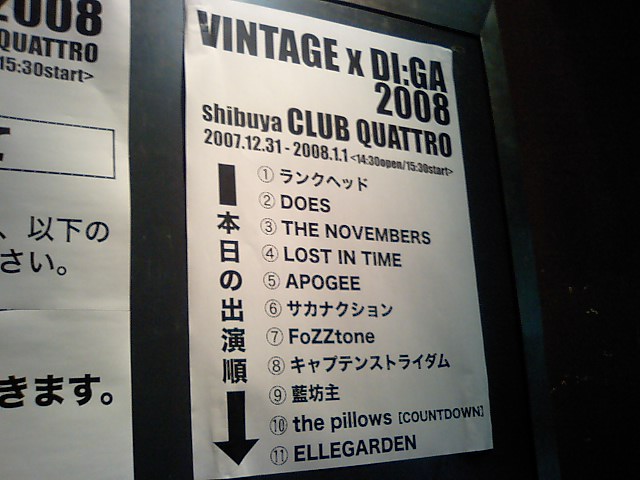 2008
QUATTRO
15:30start>
て
、以下の
さい。
きます。
VINTAGE x DI:GA
2008
shibuya CLUB QUATTRO
2007.12.31 - 2008.1.1 <14:30open/15:30start>
本日の出演順
① ランクヘッド
② DOES
③ THE NOVEMBERS
④ LOST IN TIME
⑤ APOGEE
⑥ サカナクション
⑦ FoZZtone
⑧ キャプテンストライダム
⑨ 藍坊主
⑩ the pillows [COUNTDOWN]
⑪ ELLEGARDEN